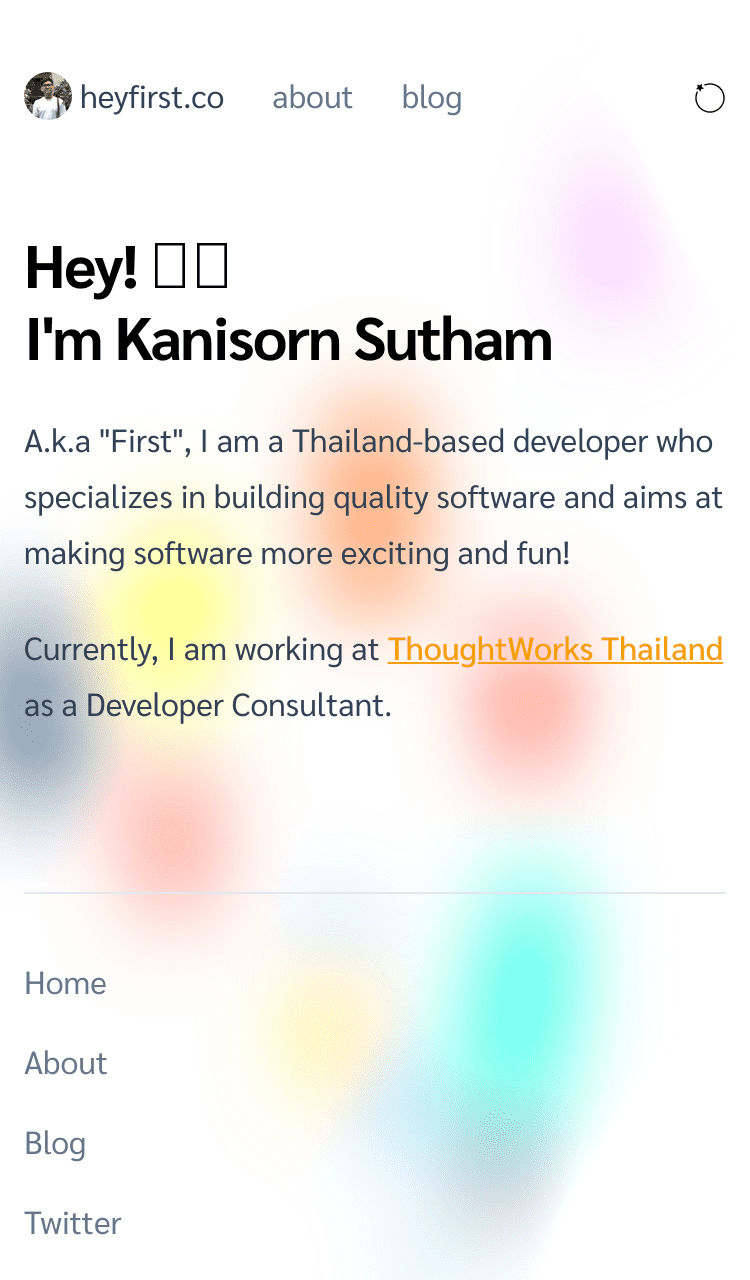 heyfirst.co about blog
Hey!
I'm Kanisorn Sutham
A.k.a "First", I am a Thailand-based developer who
specializes in building quality software and aims at
making software more exciting and fun!
Currently, I am working at ThoughtWorks Thailand
as a Developer Consultant.
Home
About
Blog
Twitter